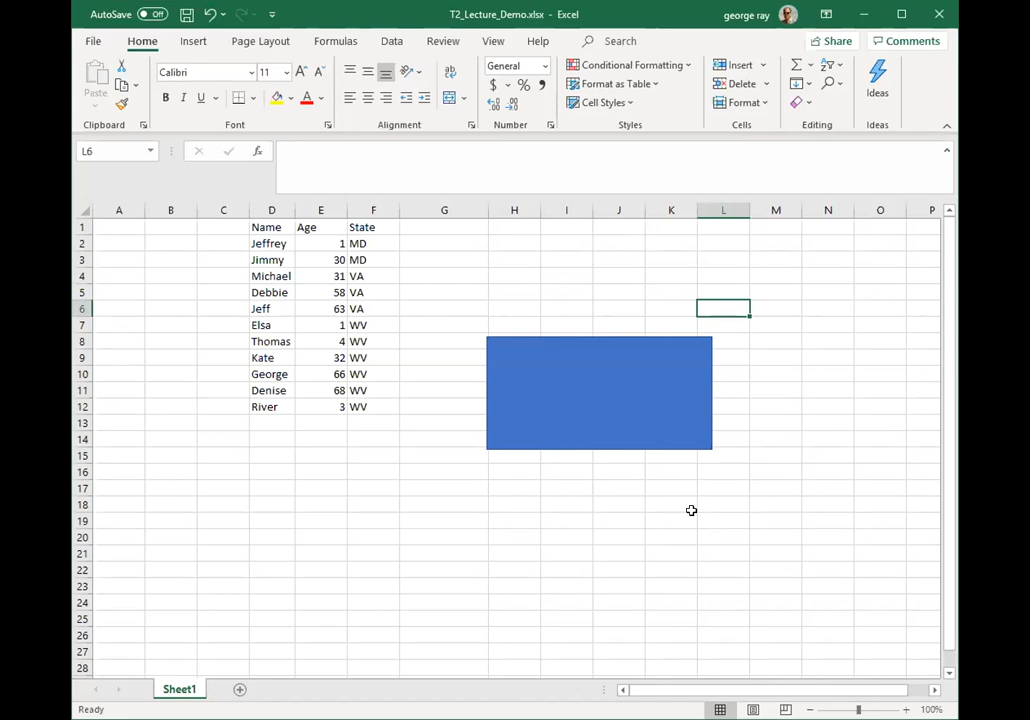 AutoSave Off T2_Lecture_Demo.xlsx - Excel george ray
File Home Insert Page Layout Formulas Data Review View Help Search Share Comments
Paste Calibri 11 General Conditional Formatting Insert Ideas
B I U A $ % Format as Table Delete
Cell Styles Format
Clipboard Font Alignment Number Styles Cells Editing Ideas
L6 fx
A B C D E F G H I J K L M N O P
1 Name Age State
2 Jeffrey 1 MD
3 Jimmy 30 MD
4 Michael 31 VA
5 Debbie 58 VA
6 Jeff 63 VA
7 Elsa 1 WV
8 Thomas 4 WV
9 Kate 32 WV
10 George 66 WV
11 Denise 68 WV
12 River 3 WV
13
14
15
16
17
18
19
20
21
22
23
24
25
26
27
28
Sheet1
Ready 100%